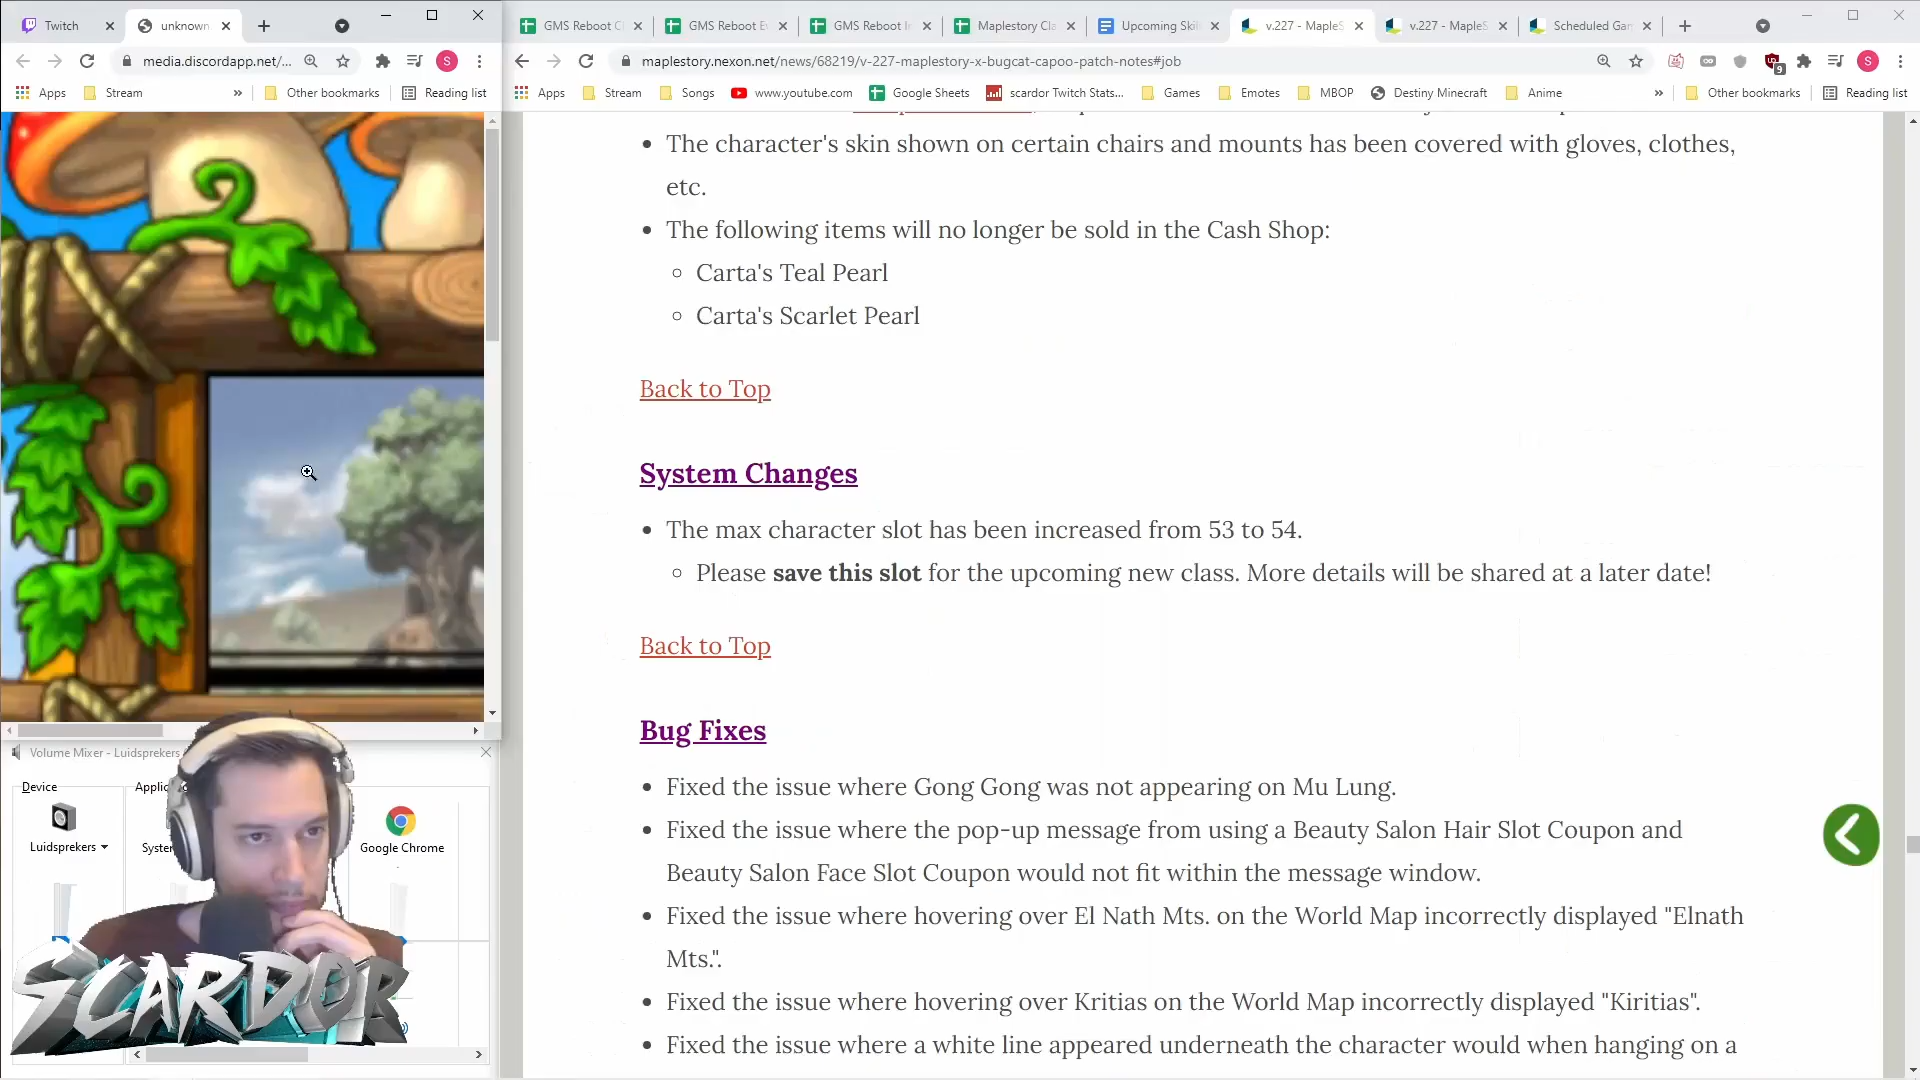 Twitch
unknown
GMS Reboot
GMS Reboot
GMS Reboot
Maplestory Cla
Upcoming Skil
v.227 - MapleS
v.227 - MapleS
Scheduled Gam
media.discordapp.net/...
maplestory.nexon.net/news/68219/v-227-maplestory-x-bugcat-capoo-patch-notes#job
S
9
S
Apps
Stream
»
Other bookmarks
Reading list
Apps
Stream
Songs
www.youtube.com
Google Sheets
scardor Twitch Stats...
Games
Emotes
MBOP
Destiny Minecraft
Anime
»
Other bookmarks
Reading list
• The character's skin shown on certain chairs and mounts has been covered with gloves, clothes,
etc.
• The following items will no longer be sold in the Cash Shop:
○ Carta's Teal Pearl
○ Carta's Scarlet Pearl
Back to Top
System Changes
• The max character slot has been increased from 53 to 54.
○ Please save this slot for the upcoming new class. More details will be shared at a later date!
Back to Top
Bug Fixes
• Fixed the issue where Gong Gong was not appearing on Mu Lung.
• Fixed the issue where the pop-up message from using a Beauty Salon Hair Slot Coupon and
Beauty Salon Face Slot Coupon would not fit within the message window.
• Fixed the issue where hovering over El Nath Mts. on the World Map incorrectly displayed "Elnath
Mts.".
• Fixed the issue where hovering over Kritias on the World Map incorrectly displayed "Kiritias".
• Fixed the issue where a white line appeared underneath the character would when hanging on a
Volume Mixer - Luidsprekers
Device
Applic
Luidsprekers
Syster
Google Chrome
SCARDOR